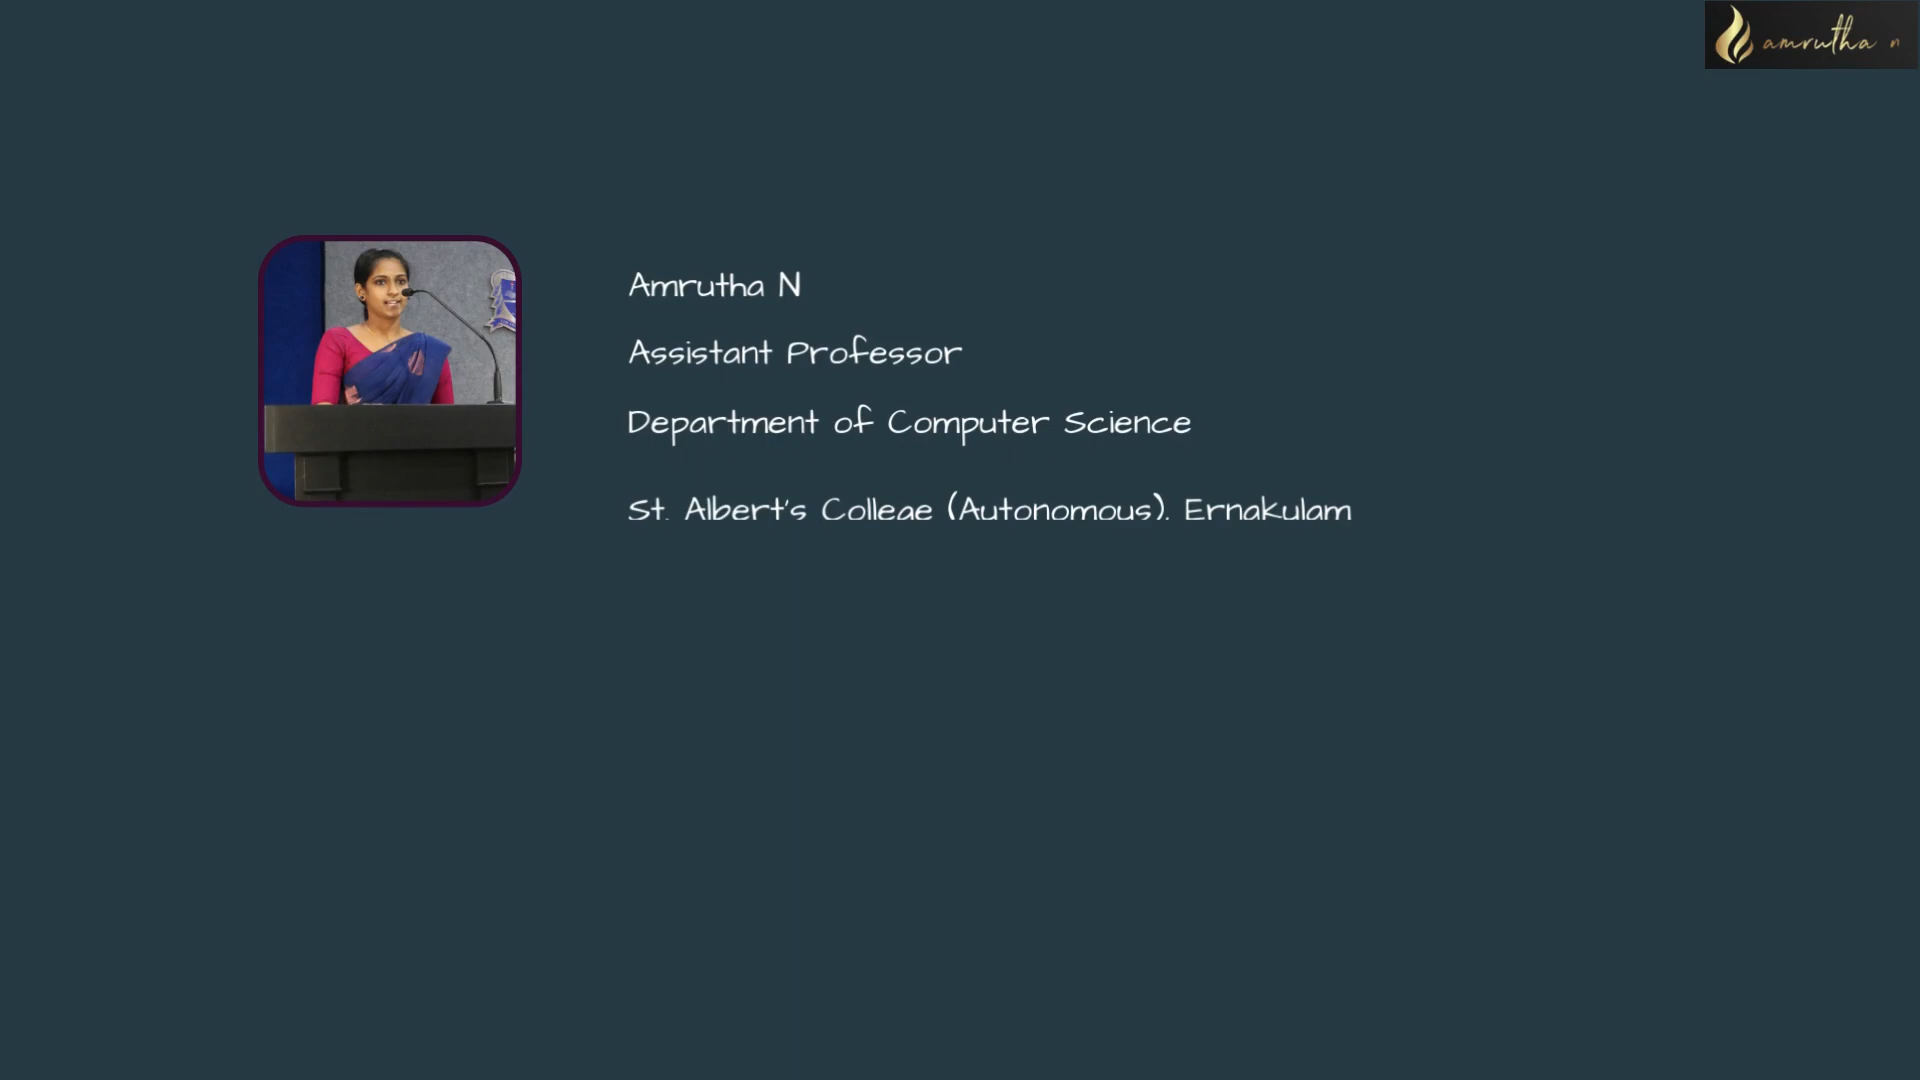 amrutha n
Amrutha N
Assistant Professor
Department of Computer Science
St. Albert's College (Autonomous), Ernakulam